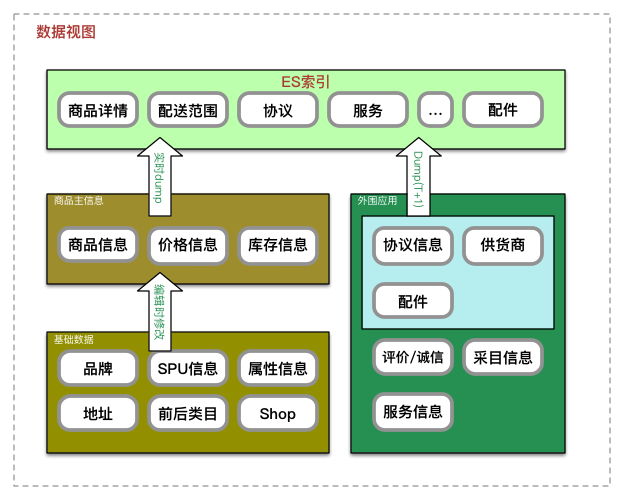 数据视图
ES索引
商品详情 配送范围 协议 服务 ... 配件
实时dump
Dump(T+1)
商品主信息
商品信息 价格信息 库存信息
编辑时修改
基础数据
品牌 SPU信息 属性信息
地址 前后类目 Shop
外围应用
协议信息 供货商
配件
评价/诚信 采目信息
服务信息